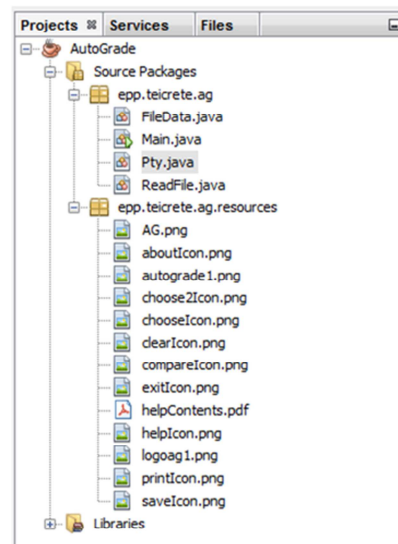 Projects Services Files
AutoGrade
Source Packages
epp.teicrete.ag
FileData.java
Main.java
Pty.java
ReadFile.java
epp.teicrete.ag.resources
AG.png
aboutIcon.png
autograde1.png
choose2Icon.png
chooseIcon.png
clearIcon.png
compareIcon.png
exitIcon.png
helpContents.pdf
helpIcon.png
logoag1.png
printIcon.png
saveIcon.png
Libraries